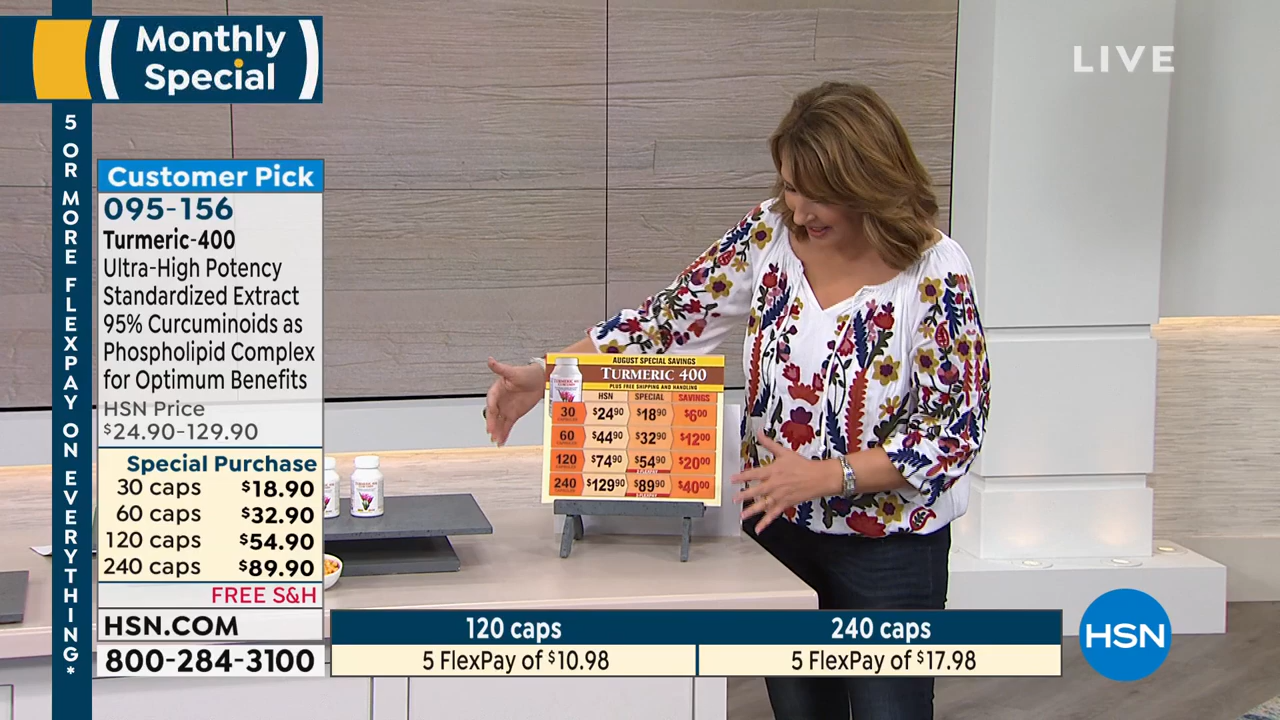 Monthly
Special
LIVE
5 OR MORE FLEXPAY ON EVERYTHING*
Customer Pick
095-156
Turmeric-400
Ultra-High Potency
Standardized Extract
95% Curcuminoids as
Phospholipid Complex
for Optimum Benefits
HSN Price
$24.90-129.90
Special Purchase
30 caps $18.90
60 caps $32.90
120 caps $54.90
240 caps $89.90
FREE S&H
HSN.COM
800-284-3100
AUGUST SPECIAL SAVINGS
TURMERIC 400
PLUS FREE SHIPPING AND HANDLING
HSN SPECIAL SAVINGS
30 $24.90 $18.90 $6.00
60 $44.90 $32.90 $12.00
120 $74.90 $54.90 $20.00
240 $129.90 $89.90 $40.00
120 caps 240 caps
5 FlexPay of $10.98 5 FlexPay of $17.98
HSN